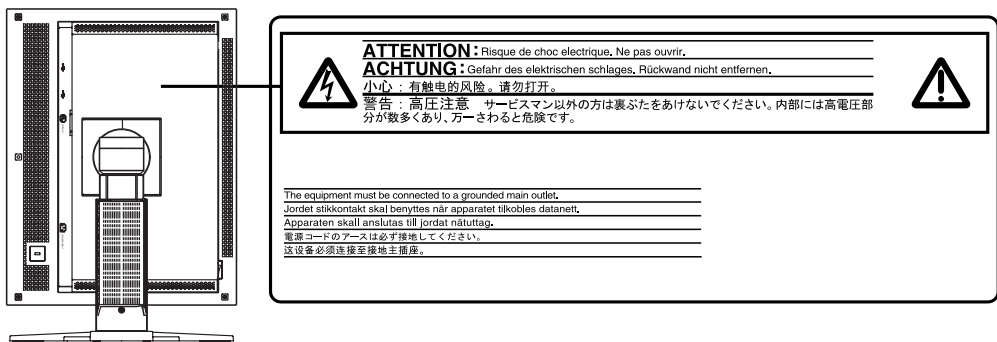 ATTENTION : Risque de choc electrique. Ne pas ouvrir.
ACHTUNG : Gefahr des elektrischen schlages. Rückwand nicht entfernen.
小心 : 有触电的风险。请勿打开。
警告 : 高圧注意 サービスマン以外の方は裏ぶたをあけないでください。内部には高電圧部
分が数多くあり、万一さわると危険です。
The equipment must be connected to a grounded main outlet.
Jordet stikkontakt skal benyttes når apparatet tilkobles datanett.
Apparaten skall anslutas till jordat nätuttag.
電源コードのアースは必ず接地してください。
这设备必须连接至接地主插座。